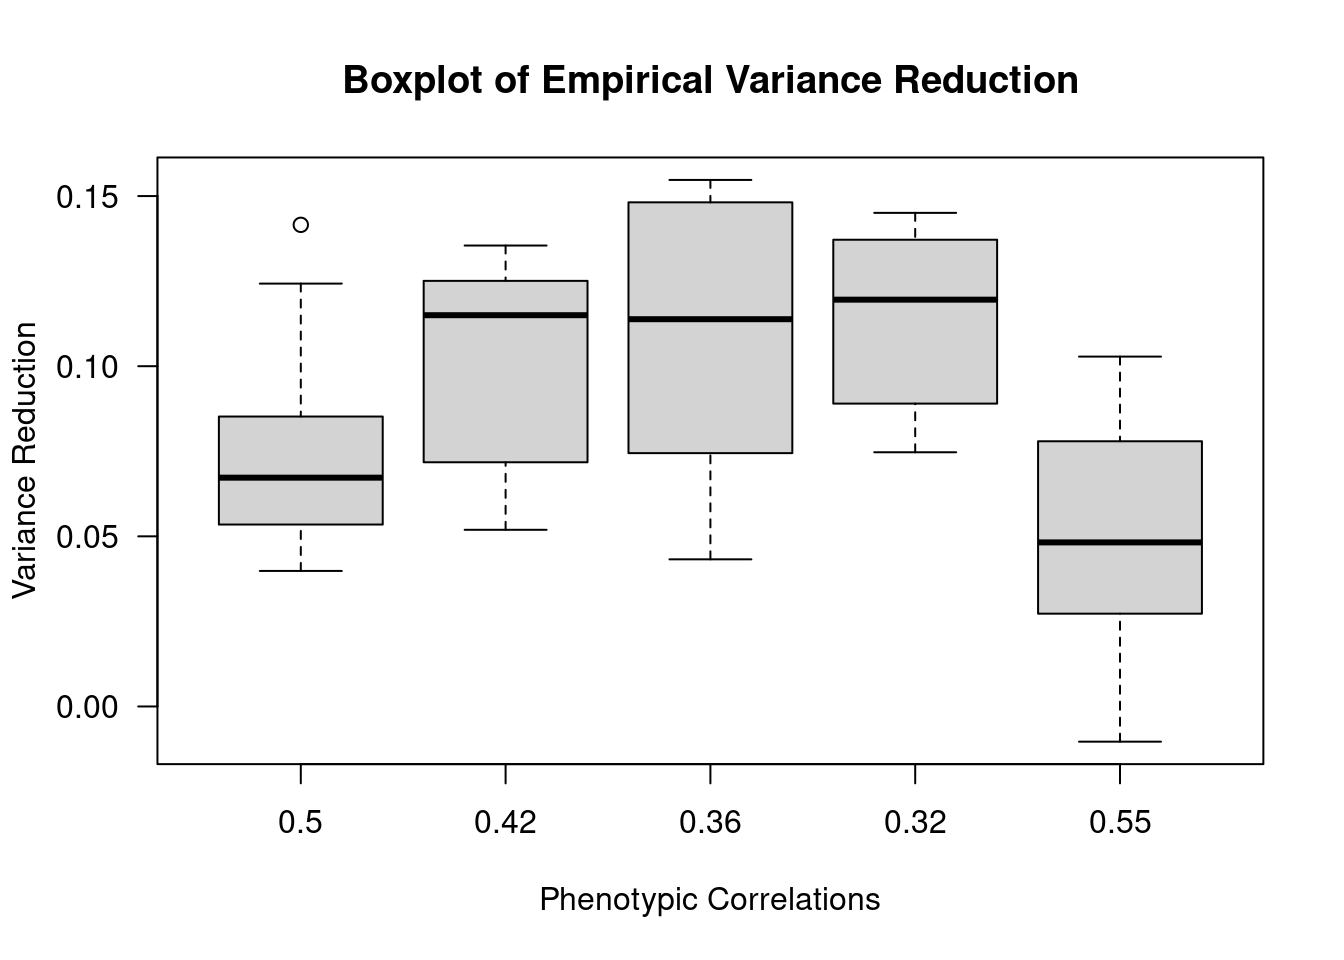 Boxplot of Empirical Variance Reduction
Variance Reduction
0.15
0.10
0.05
0.00
0.5 0.42 0.36 0.32 0.55
Phenotypic Correlations